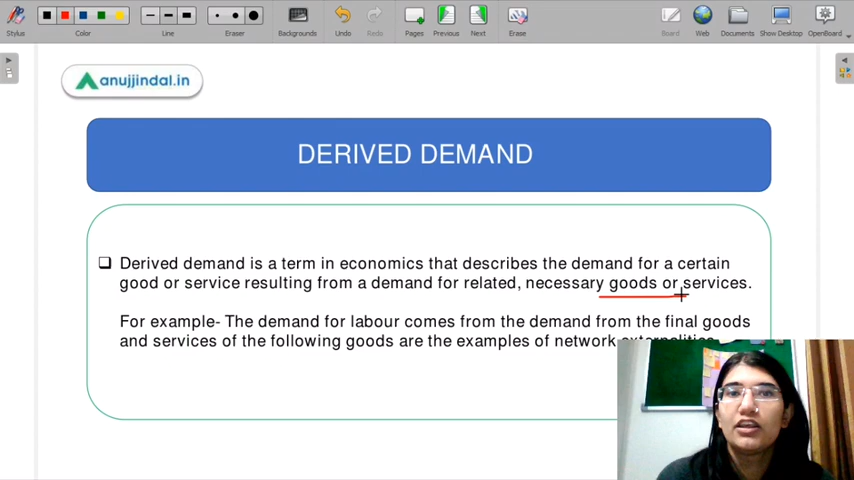 Stylus
Color
Line
Eraser
Backgrounds
Undo
Redo
Pages
Previous
Next
Erase
Board
Web
Documents
Show Desktop
OpenBoard
anujjindal.in
DERIVED DEMAND
Derived demand is a term in economics that describes the demand for a certain
good or service resulting from a demand for related, necessary goods or services.
For example- The demand for labour comes from the demand from the final goods
and services of the following goods are the examples of network externalities.